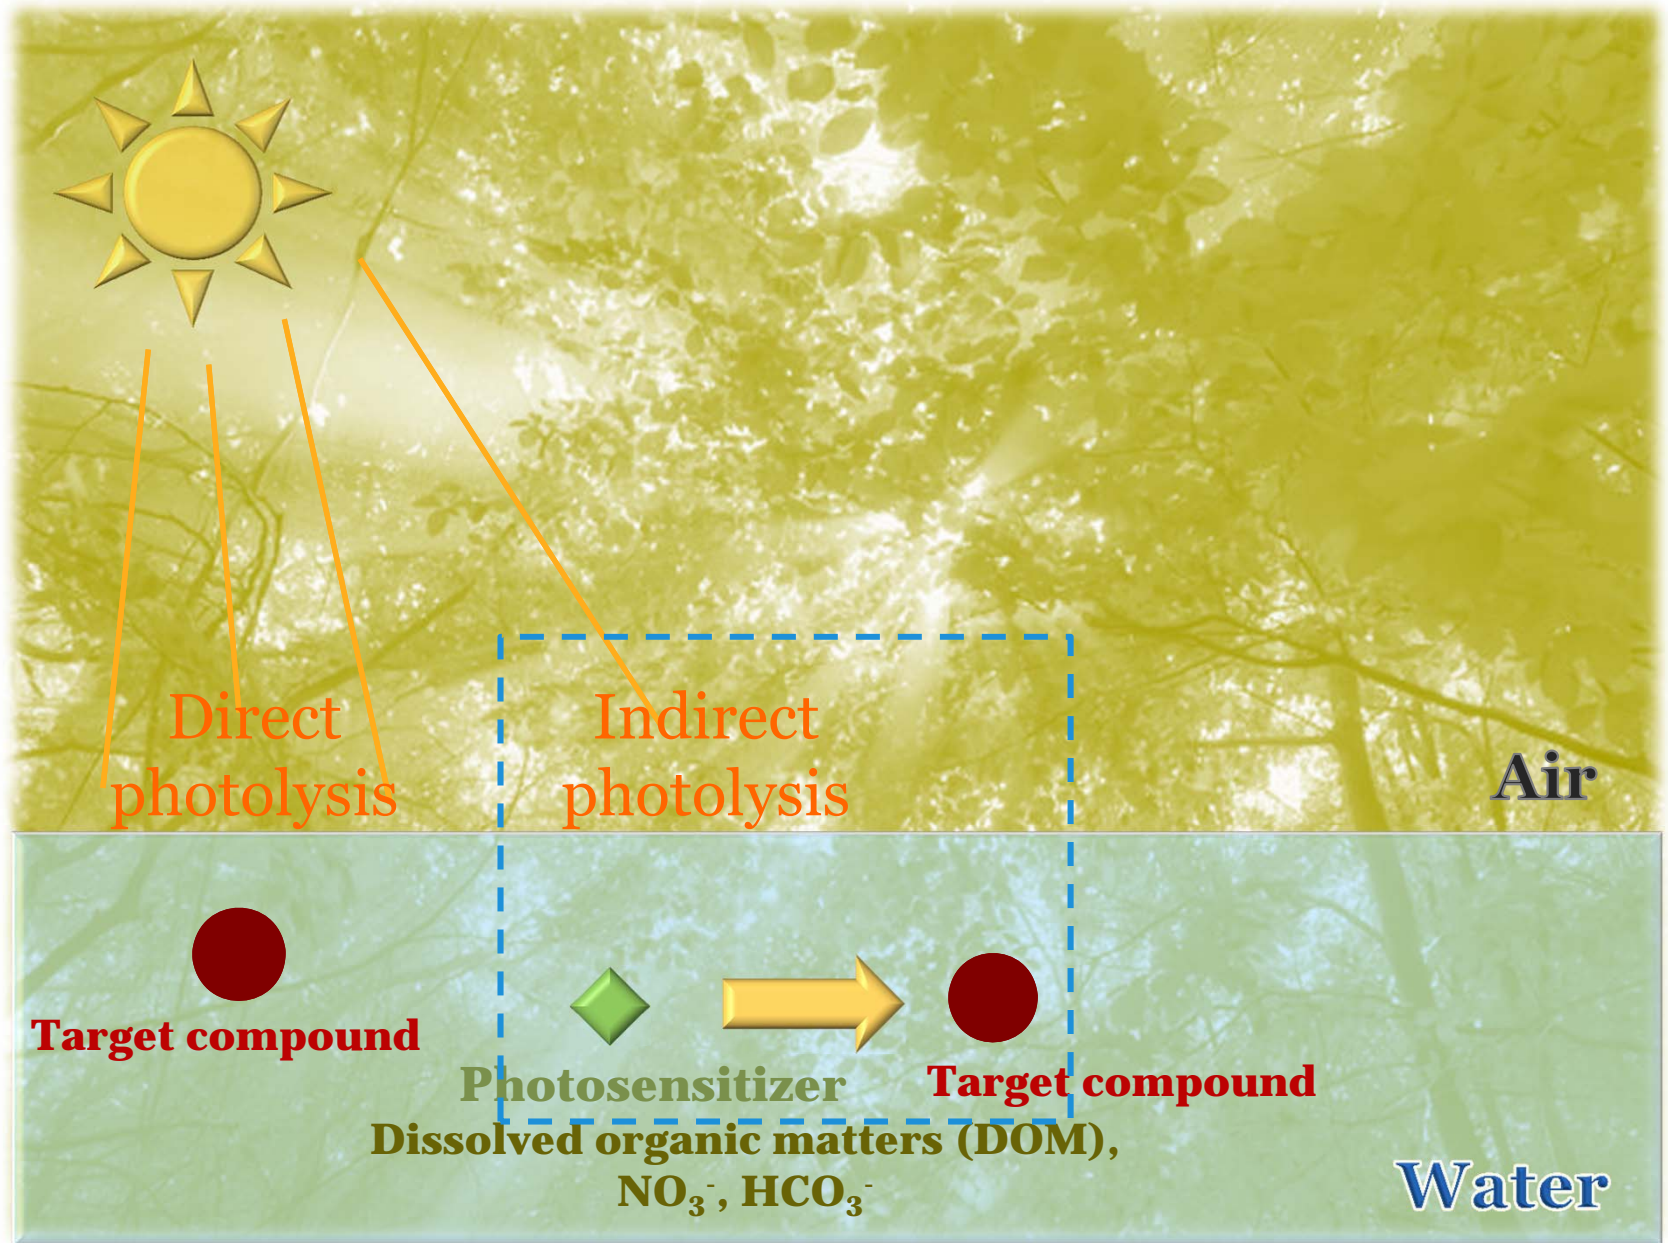 Direct
photolysis
Indirect
photolysis
Air
Target compound
Photosensitizer
Target compound
Dissolved organic matters (DOM),
NO₃⁻, HCO₃⁻
Water